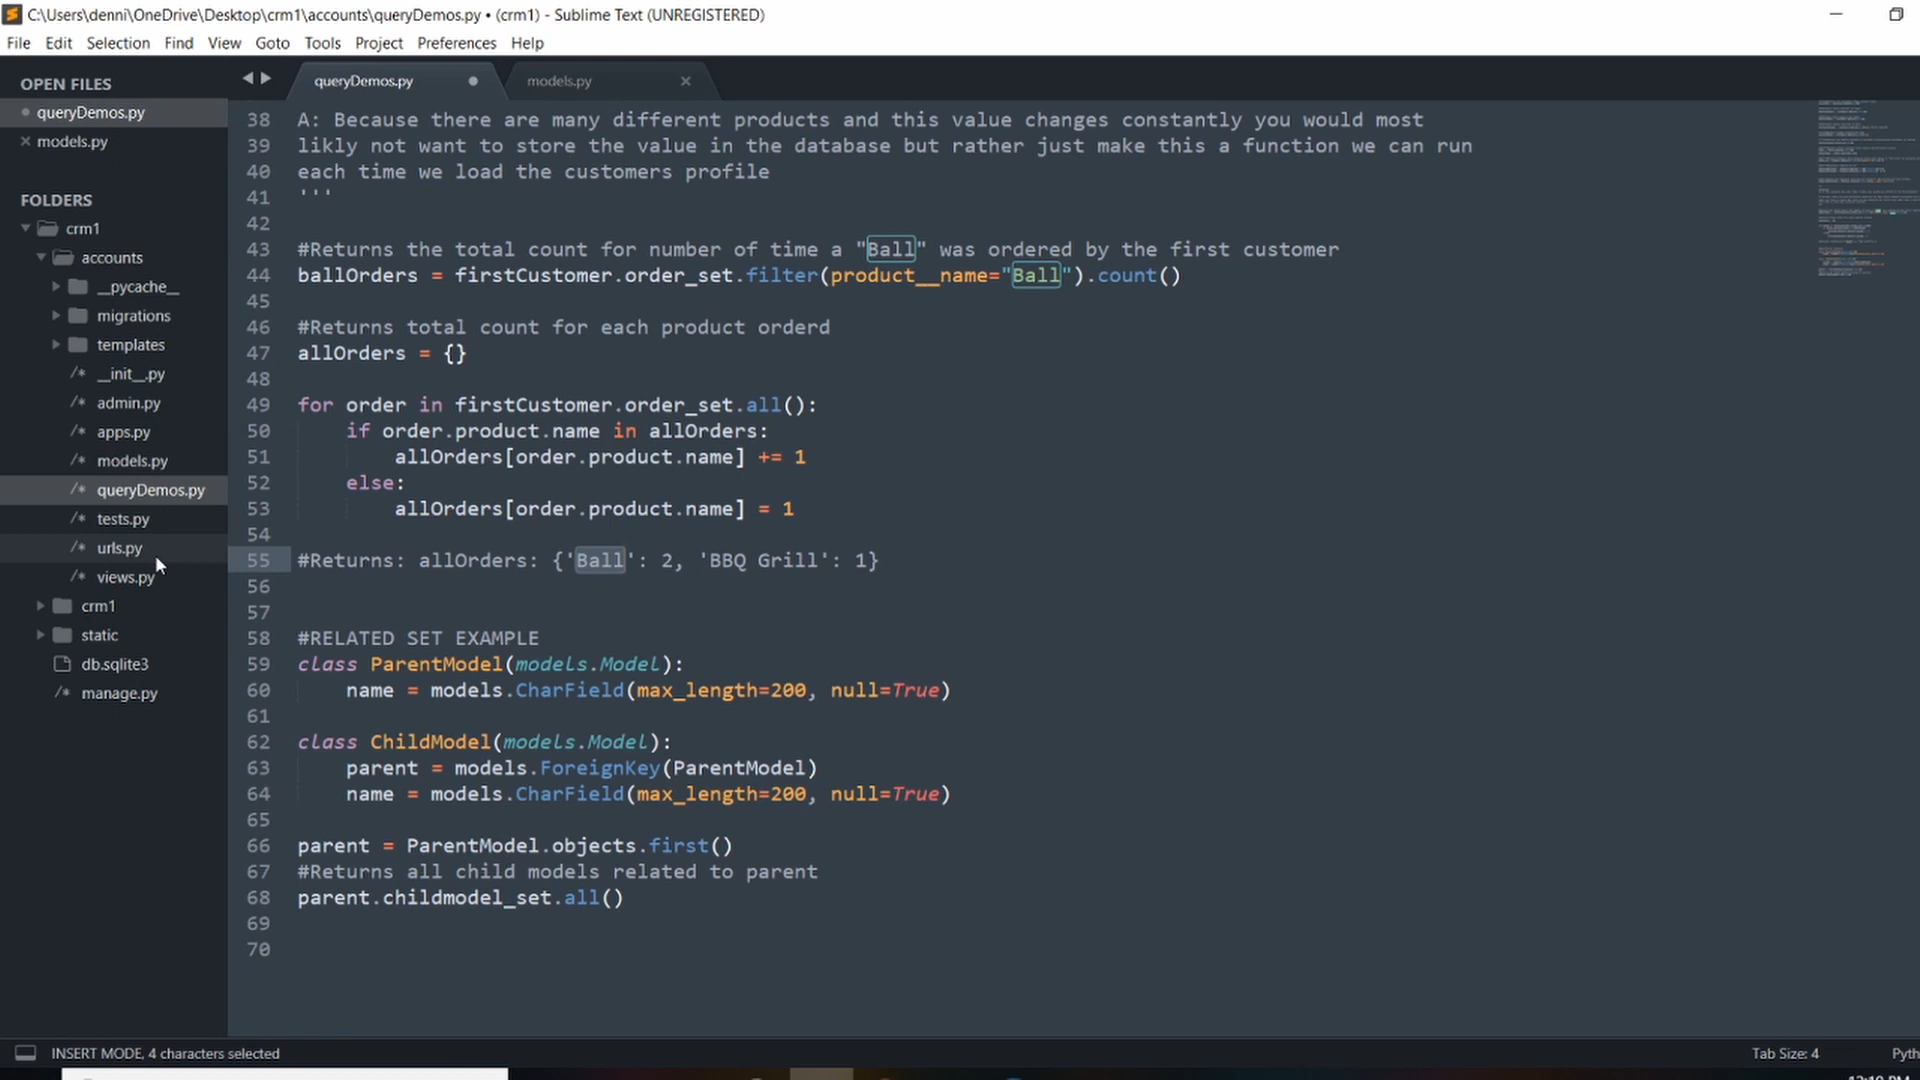 C:\Users\denni\OneDrive\Desktop\crm1\accounts\queryDemos.py • (crm1) - Sublime Text (UNREGISTERED)
File Edit Selection Find View Goto Tools Project Preferences Help
OPEN FILES
queryDemos.py
models.py
FOLDERS
crm1
accounts
__pycache__
migrations
templates
/* __init__.py
/* admin.py
/* apps.py
/* models.py
/* queryDemos.py
/* tests.py
/* urls.py
/* views.py
crm1
static
db.sqlite3
/* manage.py
queryDemos.py models.py
38 A: Because there are many different products and this value changes constantly you would most
39 likly not want to store the value in the database but rather just make this a function we can run
40 each time we load the customers profile
41 '''
42
43 #Returns the total count for number of time a "Ball" was ordered by the first customer
44 ballOrders = firstCustomer.order_set.filter(product__name="Ball").count()
45
46 #Returns total count for each product orderd
47 allOrders = {}
48
49 for order in firstCustomer.order_set.all():
50 if order.product.name in allOrders:
51 allOrders[order.product.name] += 1
52 else:
53 allOrders[order.product.name] = 1
54
55 #Returns: allOrders: {'Ball': 2, 'BBQ Grill': 1}
56
57
58 #RELATED SET EXAMPLE
59 class ParentModel(models.Model):
60 name = models.CharField(max_length=200, null=True)
61
62 class ChildModel(models.Model):
63 parent = models.ForeignKey(ParentModel)
64 name = models.CharField(max_length=200, null=True)
65
66 parent = ParentModel.objects.first()
67 #Returns all child models related to parent
68 parent.childmodel_set.all()
69
70
INSERT MODE, 4 characters selected
Tab Size: 4 Pyth